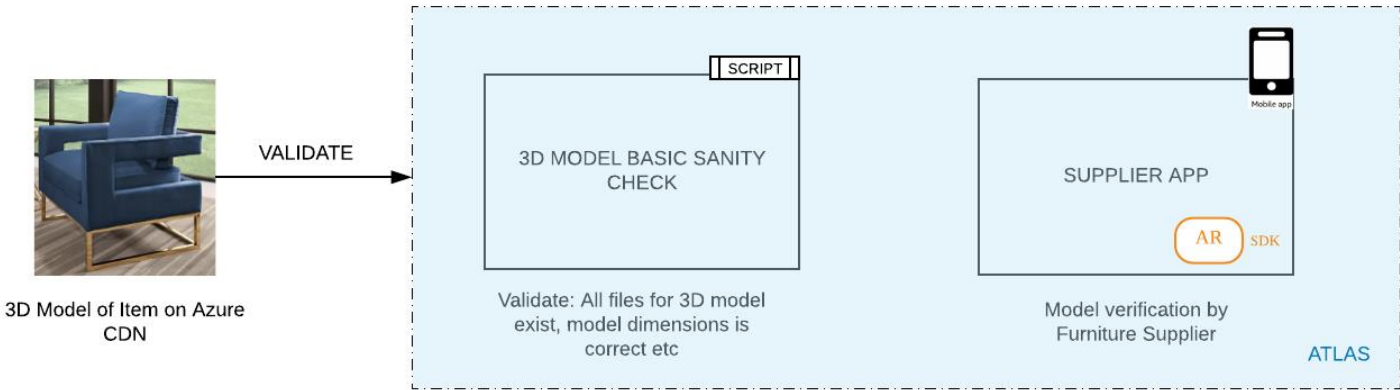 SCRIPT
Mobile app
VALIDATE
3D MODEL BASIC SANITY
CHECK
SUPPLIER APP
AR
SDK
3D Model of Item on Azure
CDN
Validate: All files for 3D model
exist, model dimensions is
correct etc
Model verification by
Furniture Supplier
ATLAS